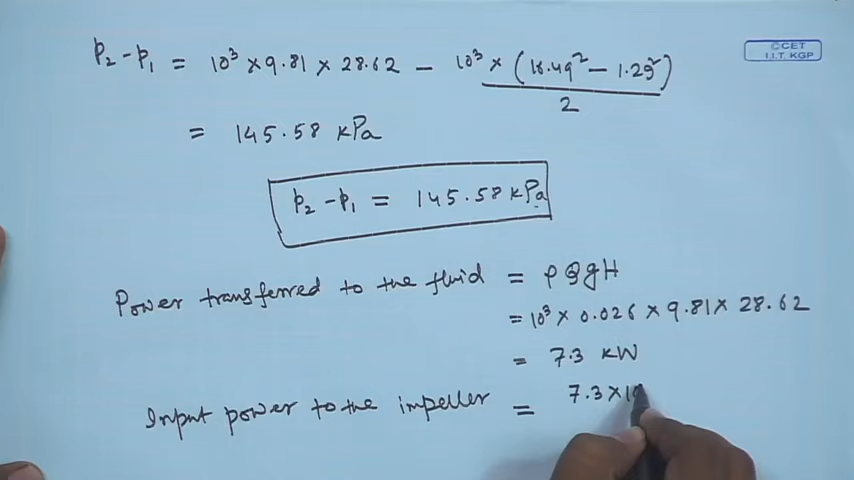 ©CET
I.I.T. KGP
p₂ - p₁ = 10³ × 9.81 × 28.62 - 10³ × (16.49² - 1.29²) / 2
= 145.58 kPa
p₂ - p₁ = 145.58 kPa
Power transferred to the fluid = ρQgH
= 10³ × 0.026 × 9.81 × 28.62
= 7.3 KW
Input power to the impeller = 7.3 × 10